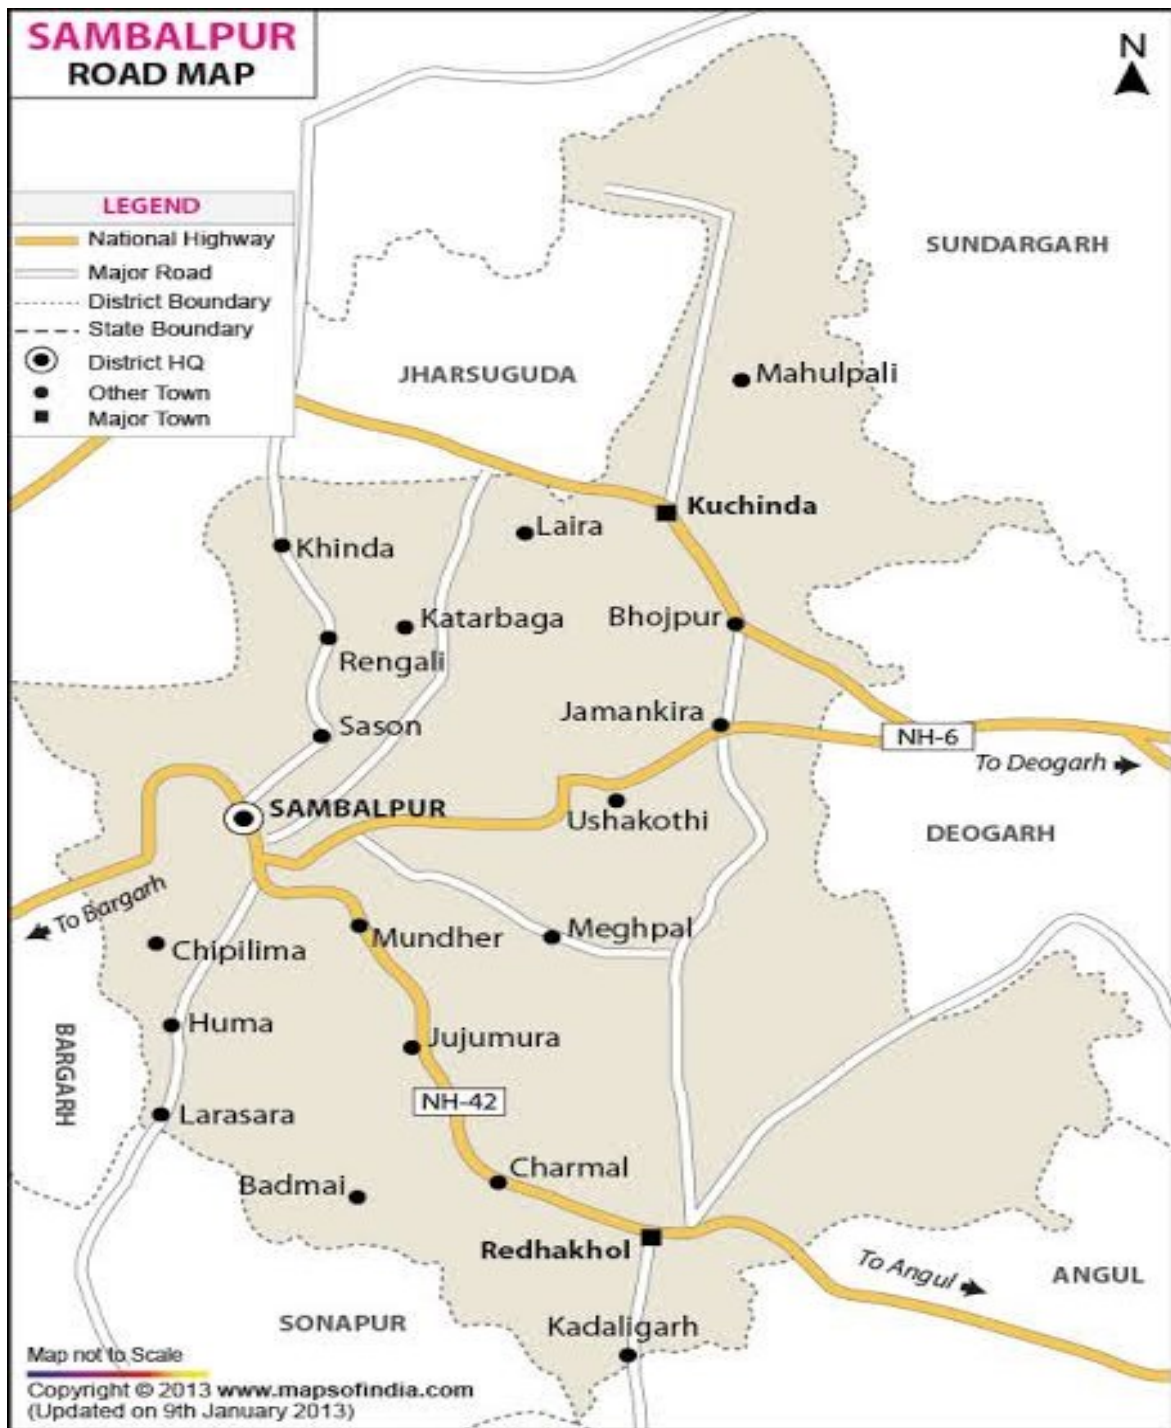 SAMBALPUR
ROAD MAP
N
LEGEND
National Highway
Major Road
District Boundary
State Boundary
District HQ
Other Town
Major Town
SUNDARGARH
JHARSUGUDA
Mahulpali
Kuchinda
Laira
Khinda
Katarbaga
Bhojpur
Rengali
Jamankira
Sason
NH-6
To Deogarh
SAMBALPUR
Ushakothi
DEOGARH
To Bargarh
Meghpal
Mundher
Chipilima
Huma
Jujumura
BARGARH
NH-42
Larasara
Charmal
Badmai
Redhakhol
To Angul
ANGUL
SONAPUR
Kadaligarh
Map not to Scale
Copyright © 2013 www.mapsofindia.com
(Updated on 9th January 2013)